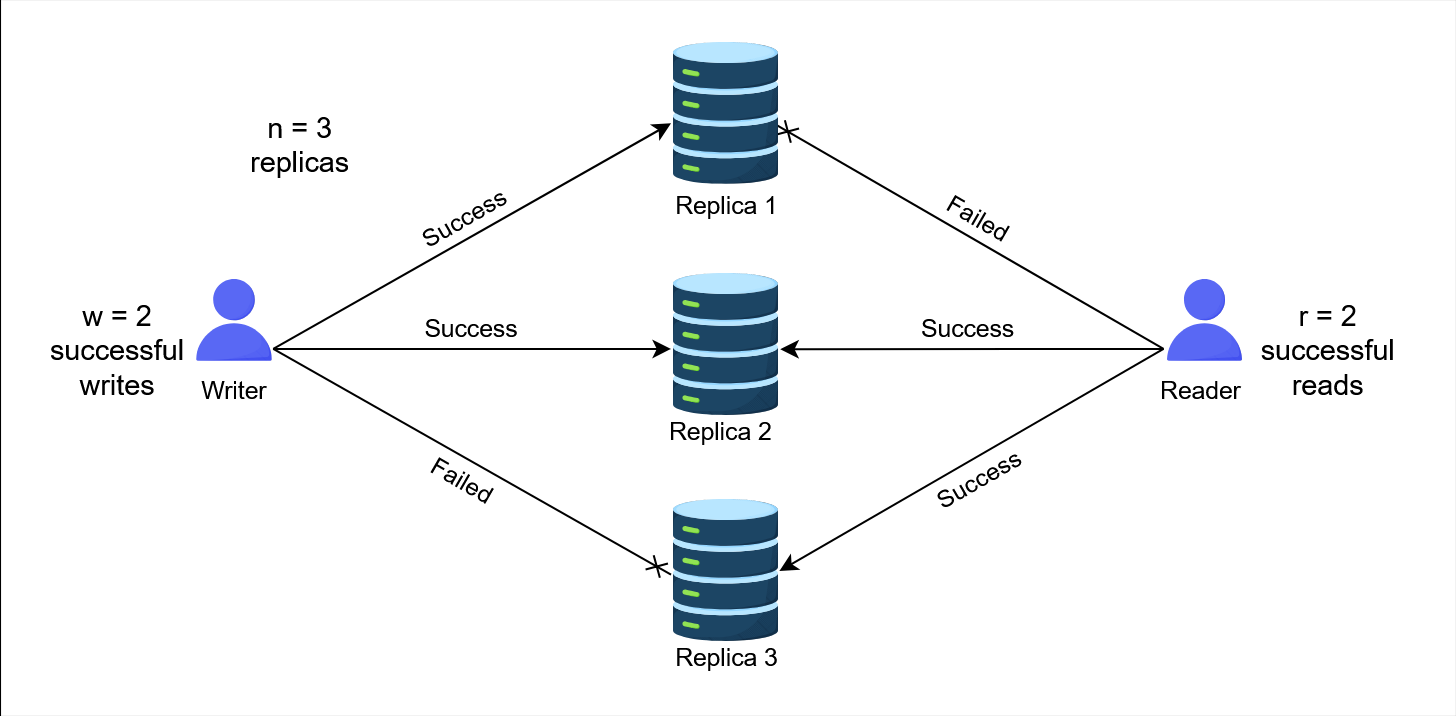 n = 3
replicas
Replica 1
Success
Failed
w = 2
successful
writes
Writer
Success
Replica 2
Success
Reader
r = 2
successful
reads
Failed
Success
Replica 3